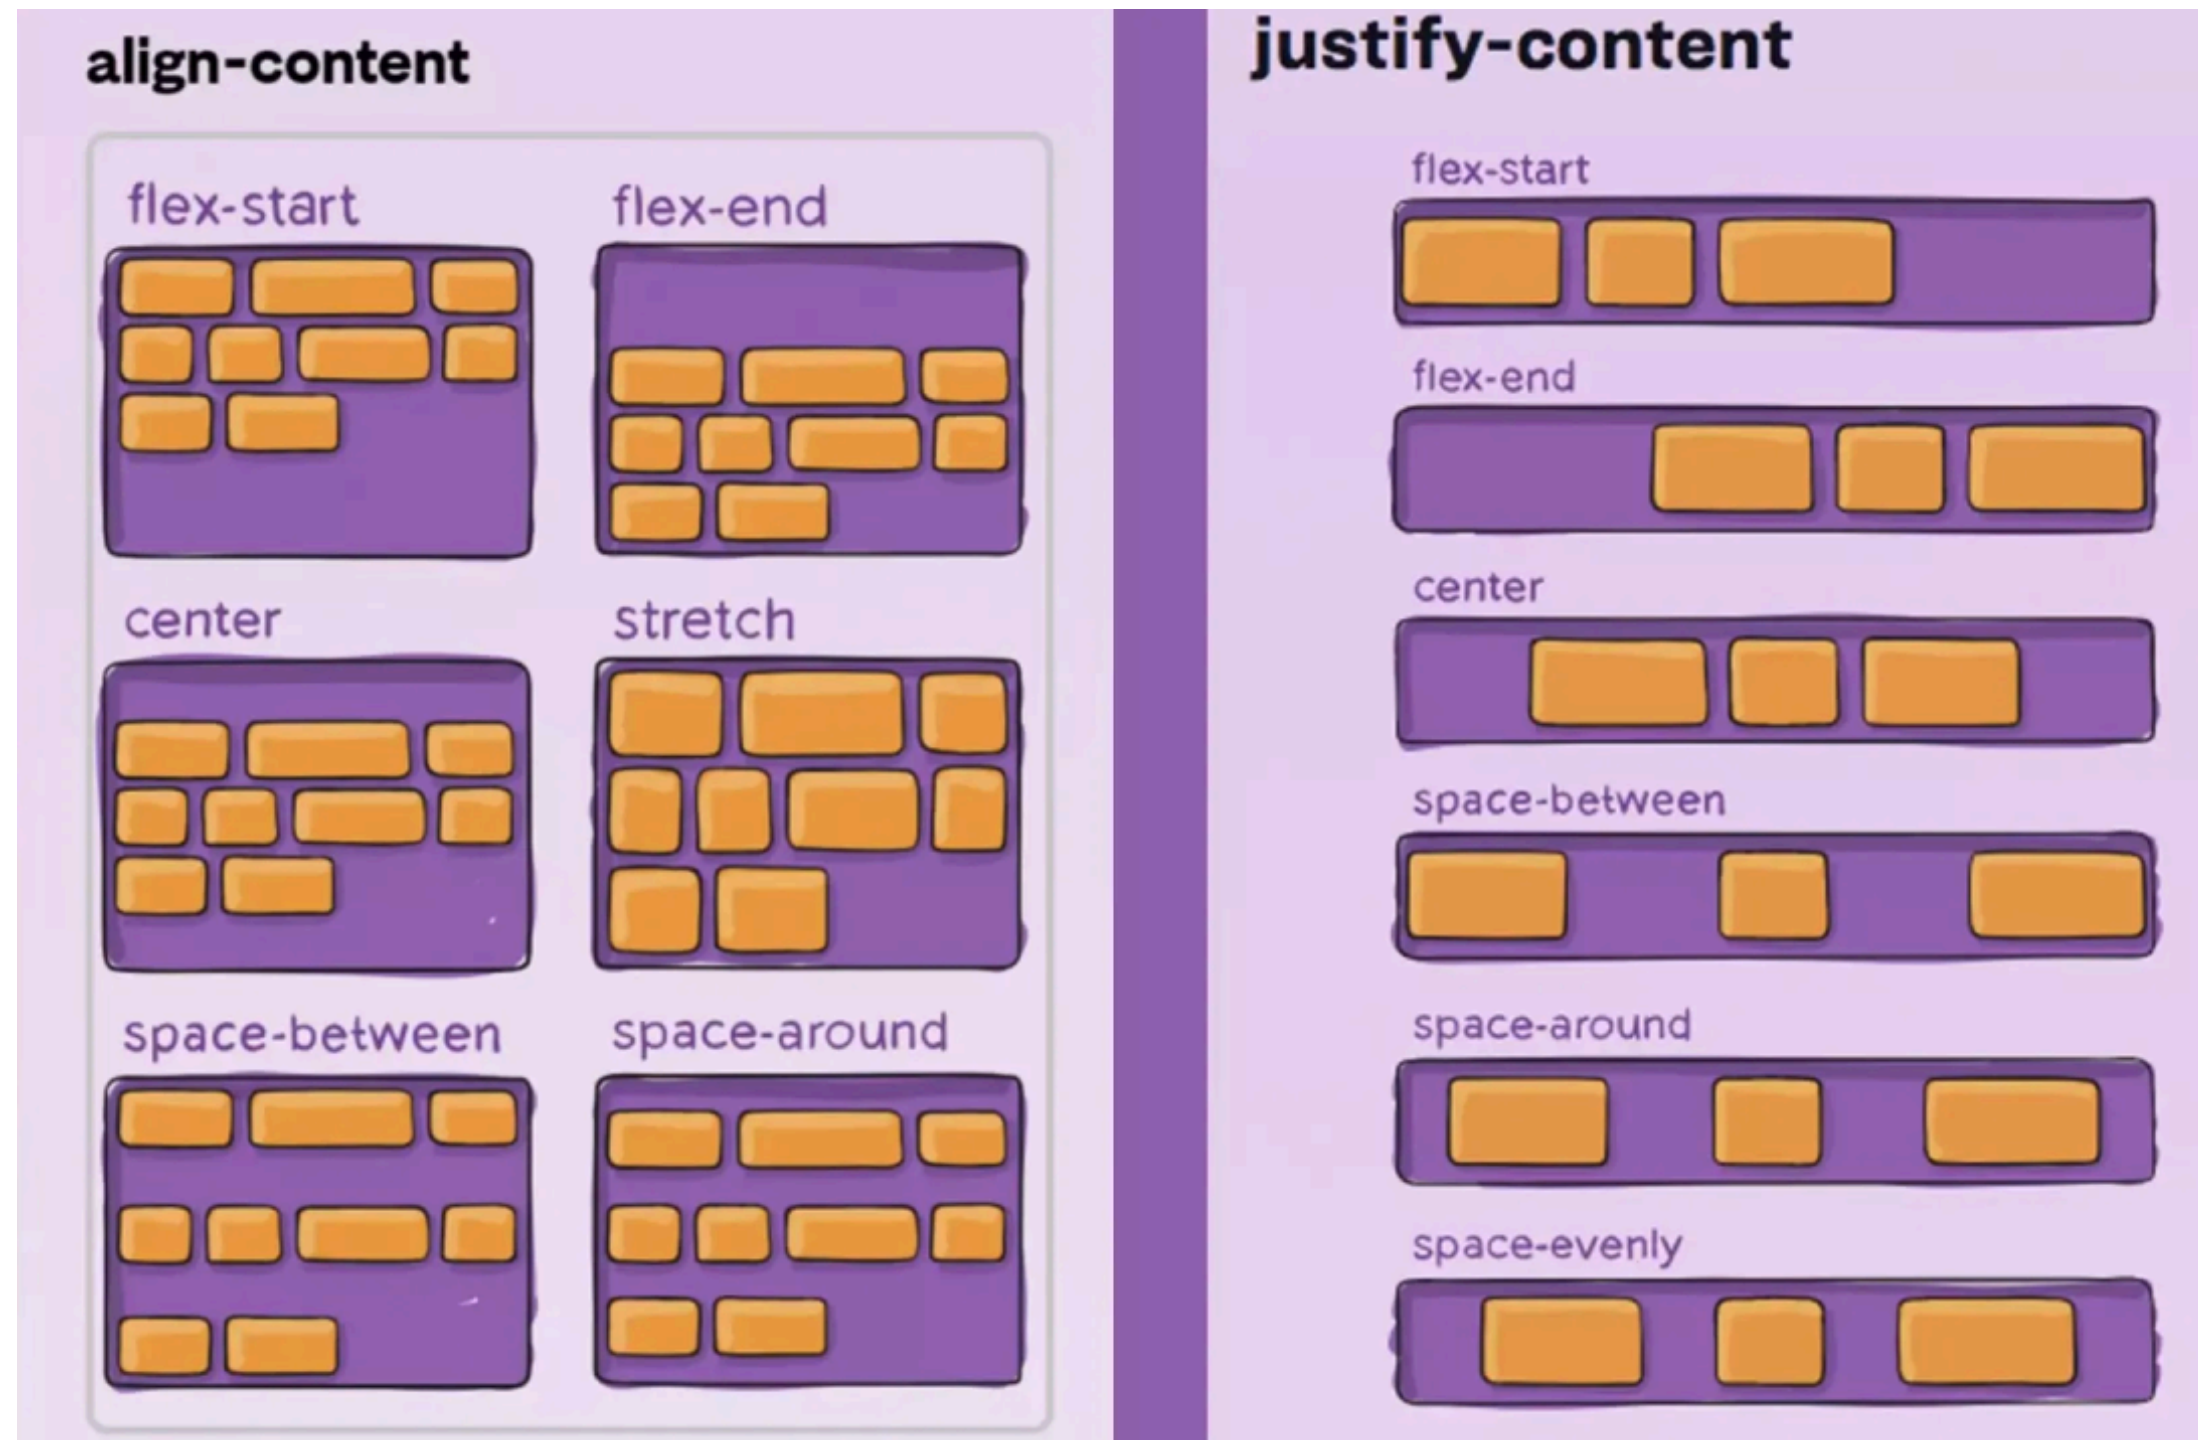 align-content
flex-start
flex-end
center
stretch
space-between
space-around
justify-content
flex-start
flex-end
center
space-between
space-around
space-evenly